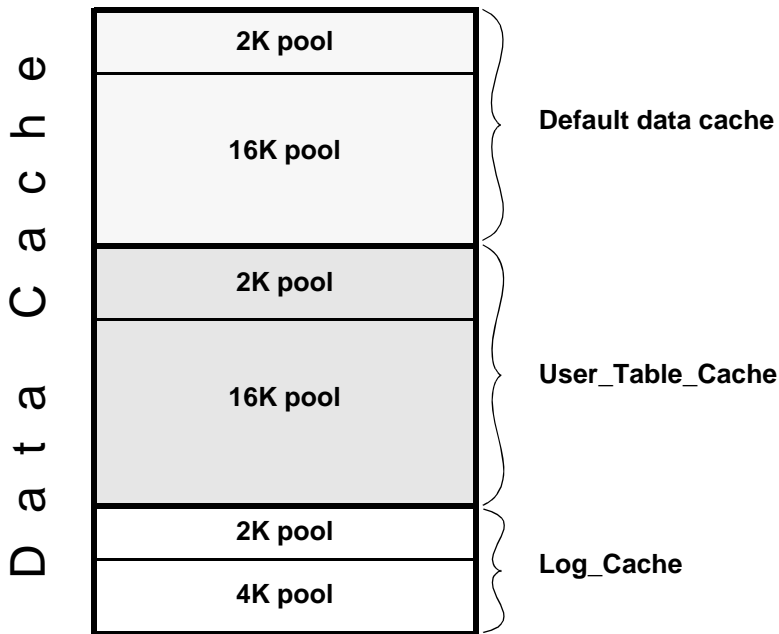 Data Cache
2K pool
16K pool
Default data cache
2K pool
16K pool
User_Table_Cache
2K pool
4K pool
Log_Cache